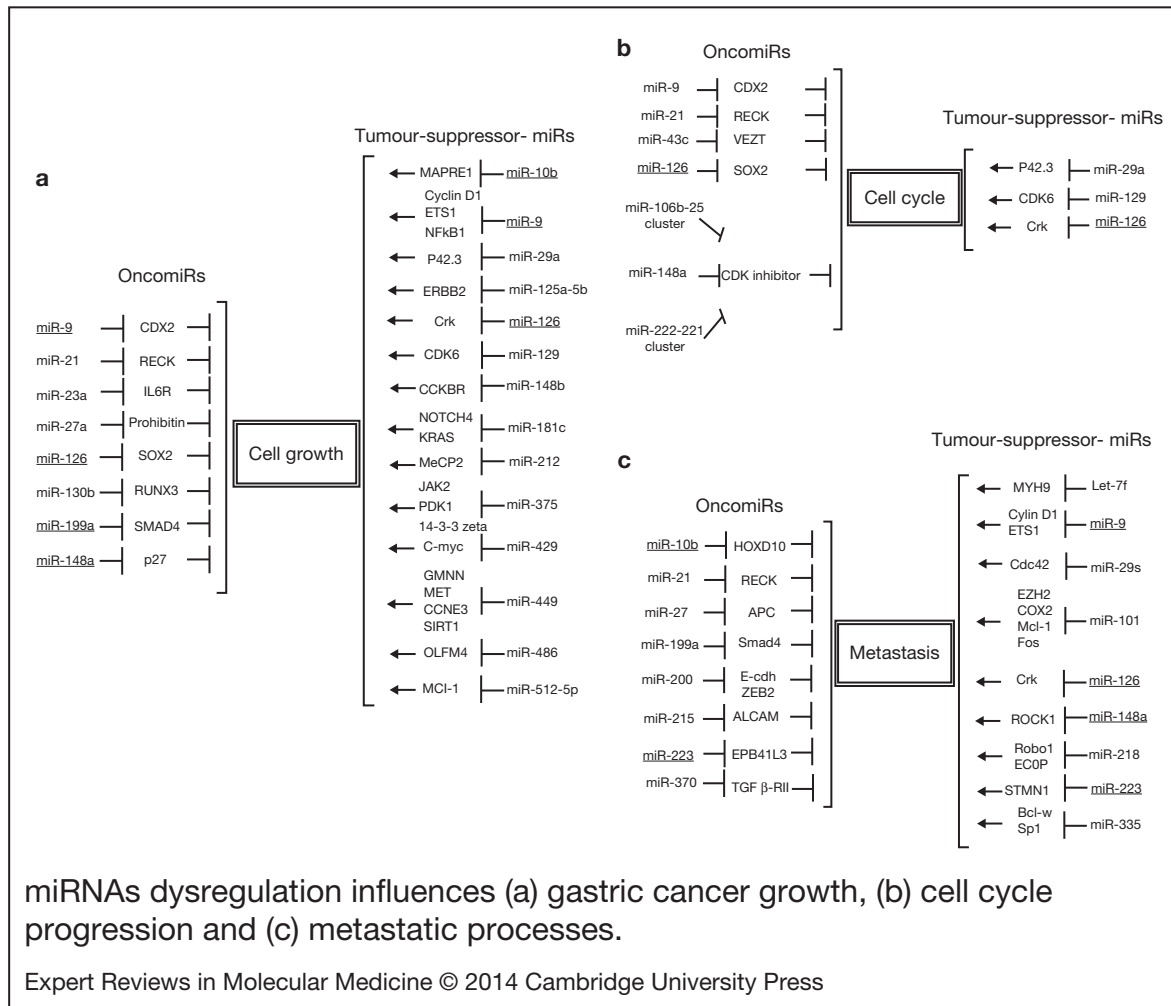 a
OncomiRs
miR-9 CDX2
miR-21 RECK
miR-23a IL6R
miR-27a Prohibitin
miR-126 SOX2
miR-130b RUNX3
miR-199a SMAD4
miR-148a p27
Cell growth
Tumour-suppressor- miRs
MAPRE1 miR-10b
Cyclin D1
ETS1 miR-9
NFkB1
P42.3 miR-29a
ERBB2 miR-125a-5b
Crk miR-126
CDK6 miR-129
CCKBR miR-148b
NOTCH4
KRAS miR-181c
MeCP2 miR-212
JAK2
PDK1 miR-375
14-3-3 zeta
C-myc miR-429
GMNN
MET
CCNE3 miR-449
SIRT1
OLFM4 miR-486
MCI-1 miR-512-5p
b
OncomiRs
miR-9 CDX2
miR-21 RECK
miR-43c VEZT
miR-126 SOX2
miR-106b-25
cluster
miR-148a CDK inhibitor
miR-222-221
cluster
Cell cycle
Tumour-suppressor- miRs
P42.3 miR-29a
CDK6 miR-129
Crk miR-126
c
OncomiRs
miR-10b HOXD10
miR-21 RECK
miR-27 APC
miR-199a Smad4
miR-200 E-cdh
ZEB2
miR-215 ALCAM
miR-223 EPB41L3
miR-370 TGF β-RII
Metastasis
Tumour-suppressor- miRs
MYH9 Let-7f
Cylin D1
ETS1 miR-9
Cdc42 miR-29s
EZH2
COX2
Mcl-1 miR-101
Fos
Crk miR-126
ROCK1 miR-148a
Robo1 miR-218
EC0P
STMN1 miR-223
Bcl-w
Sp1 miR-335
miRNAs dysregulation influences (a) gastric cancer growth, (b) cell cycle
progression and (c) metastatic processes.
Expert Reviews in Molecular Medicine © 2014 Cambridge University Press